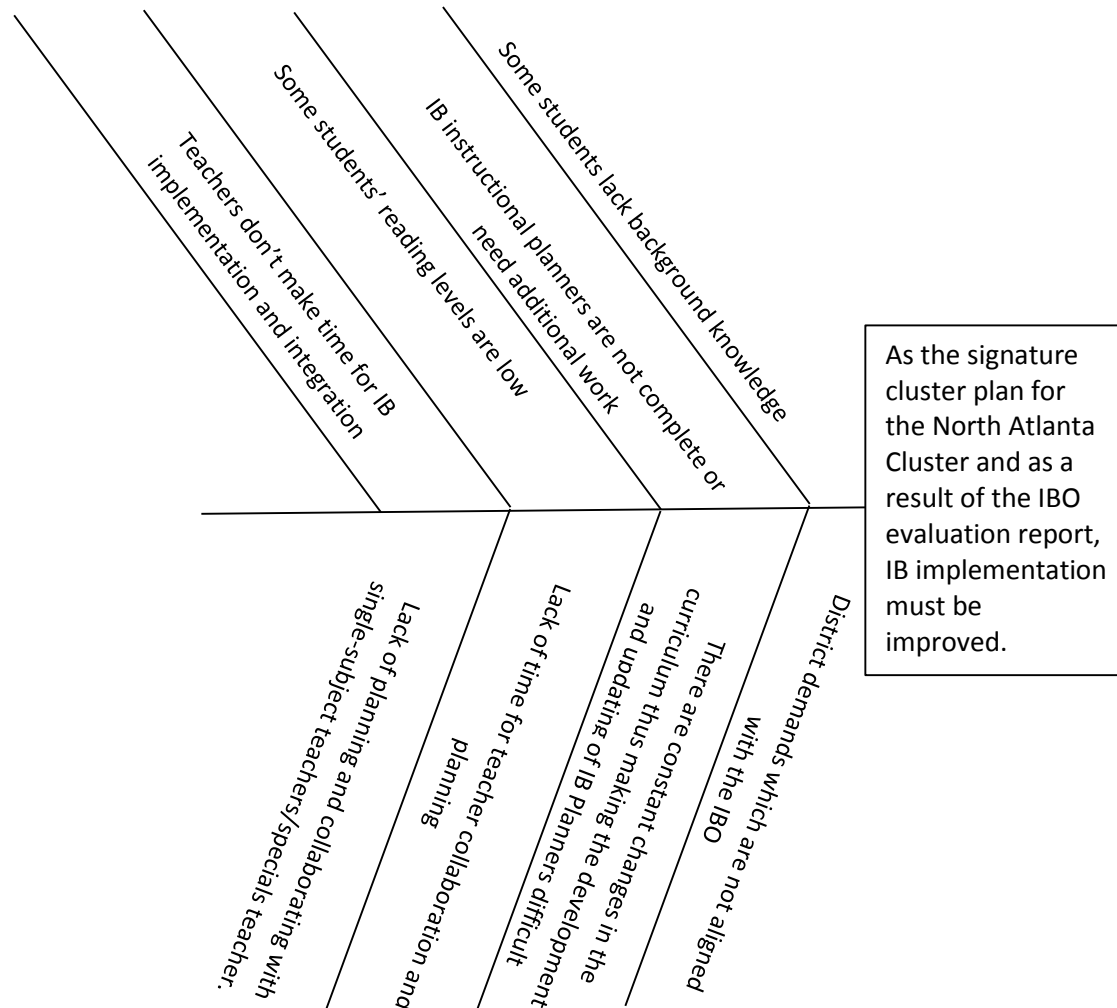 Teachers don't make time for IB
implementation and integration
Some students' reading levels are low
IB instructional planners are not complete or
need additional work
Some students lack background knowledge
As the signature
cluster plan for
the North Atlanta
Cluster and as a
result of the IBO
evaluation report,
IB implementation
must be
improved.
Lack of planning and collaborating with
single-subject teachers/specials teacher.
Lack of time for teacher collaboration and
planning
There are constant changes in the
curriculum thus making the development
and updating of IB Planners difficult
District demands which are not aligned
with the IBO